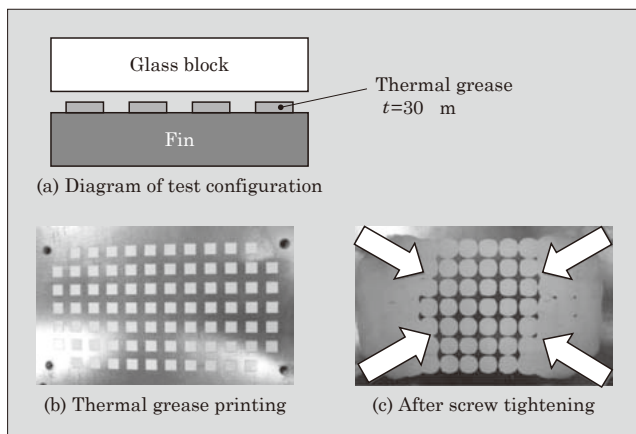 Glass block
Thermal grease
t=30 m
Fin
(a) Diagram of test configuration
(b) Thermal grease printing
(c) After screw tightening